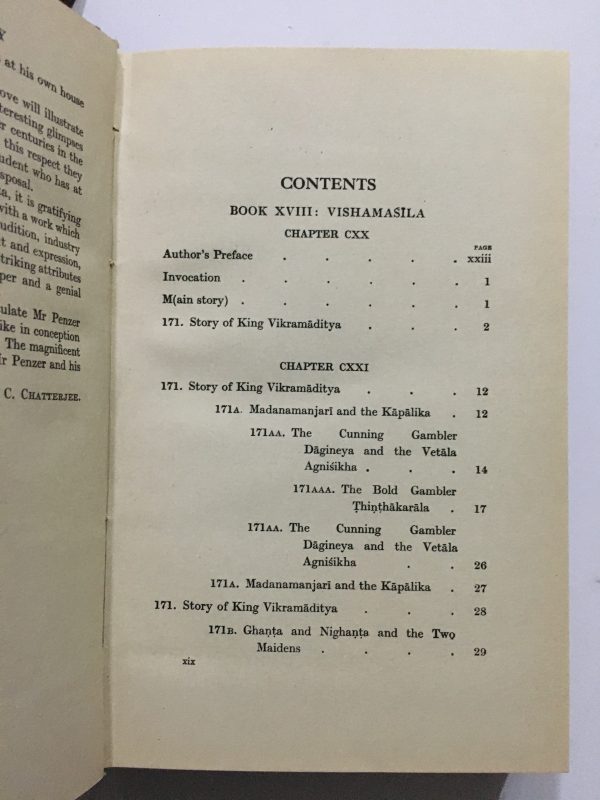 X
at his own house
ove will illustrate
teresting glimpses
r centuries in the
this respect they
udent who has at
sposal.
a, it is gratifying
with a work which
udition, industry
t and expression,
triking attributes
per and a genial
ulate Mr Penzer
ike in conception
The magnificent
Mr Penzer and his
C. CHATTERJEE.
CONTENTS
BOOK XVIII: VISHAMAŚĪLA
CHAPTER CXX
PAGE
Author's Preface . . . . . xxiii
Invocation . . . . . . 1
M(ain story) . . . . . . 1
171. Story of King Vikramāditya . . . 2
CHAPTER CXXI
171. Story of King Vikramāditya . . . 12
171A. Madanamanjarī and the Kāpālika . 12
171AA. The Cunning Gambler
Ḍāgineya and the Vetāla
Agniśikha . . . 14
171AAA. The Bold Gambler
Ṭhiṇṭhākarāla . 17
171AA. The Cunning Gambler
Ḍāgineya and the Vetāla
Agniśikha . . 26
171A. Madanamanjarī and the Kāpālika . 27
171. Story of King Vikramāditya . . . 28
171B. Ghaṇṭa and Nighaṇṭa and the Two
Maidens . . . . 29
xix